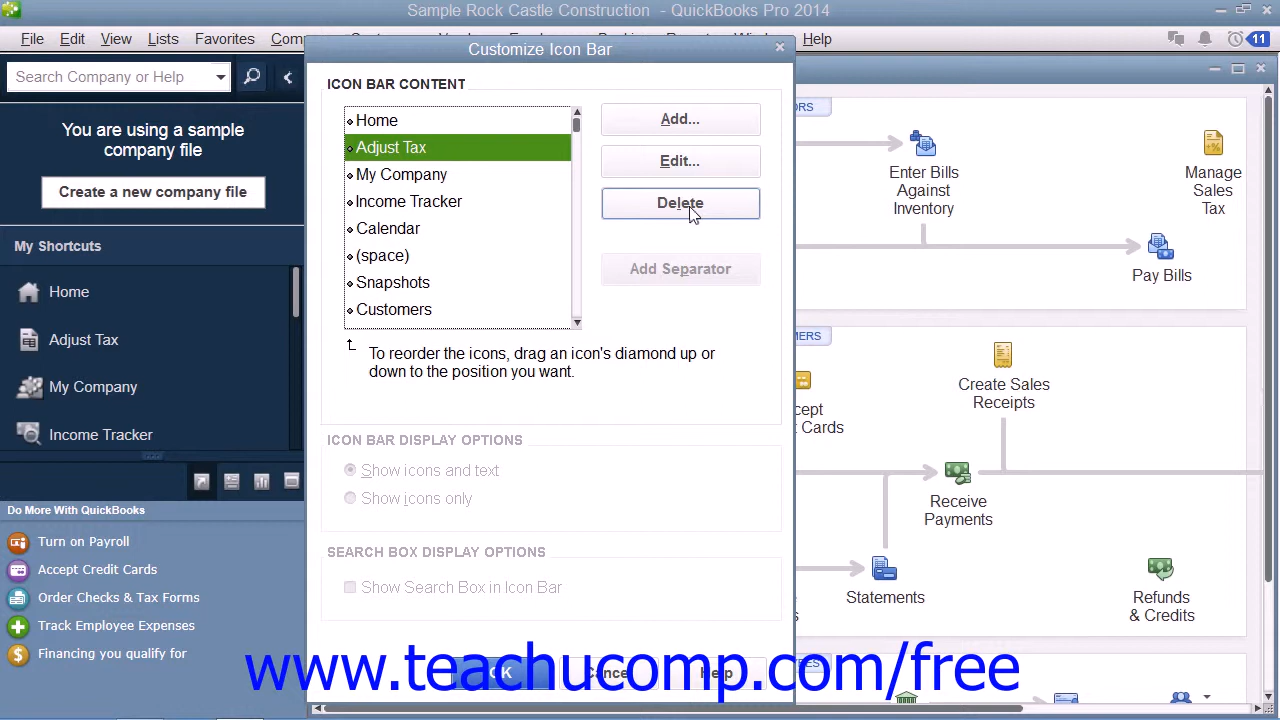 Sample Rock Castle Construction - QuickBooks Pro 2014
File Edit View Lists Favorites Help
11
Search Company or Help
You are using a sample
company file
Create a new company file
My Shortcuts
Home
Adjust Tax
My Company
Income Tracker
Do More With QuickBooks
Turn on Payroll
Accept Credit Cards
Order Checks & Tax Forms
Track Employee Expenses
Financing you qualify for
Customize Icon Bar
ICON BAR CONTENT
Home
Adjust Tax
My Company
Income Tracker
Calendar
(space)
Snapshots
Customers
Add...
Edit...
Delete
Add Separator
To reorder the icons, drag an icon's diamond up or
down to the position you want.
ICON BAR DISPLAY OPTIONS
Show icons and text
Show icons only
SEARCH BOX DISPLAY OPTIONS
Show Search Box in Icon Bar
OK Cancel Help
Enter Bills
Against
Inventory
Manage
Sales
Tax
Pay Bills
Create Sales
Receipts
Receive
Payments
Statements
Refunds
& Credits
www.teachucomp.com/free